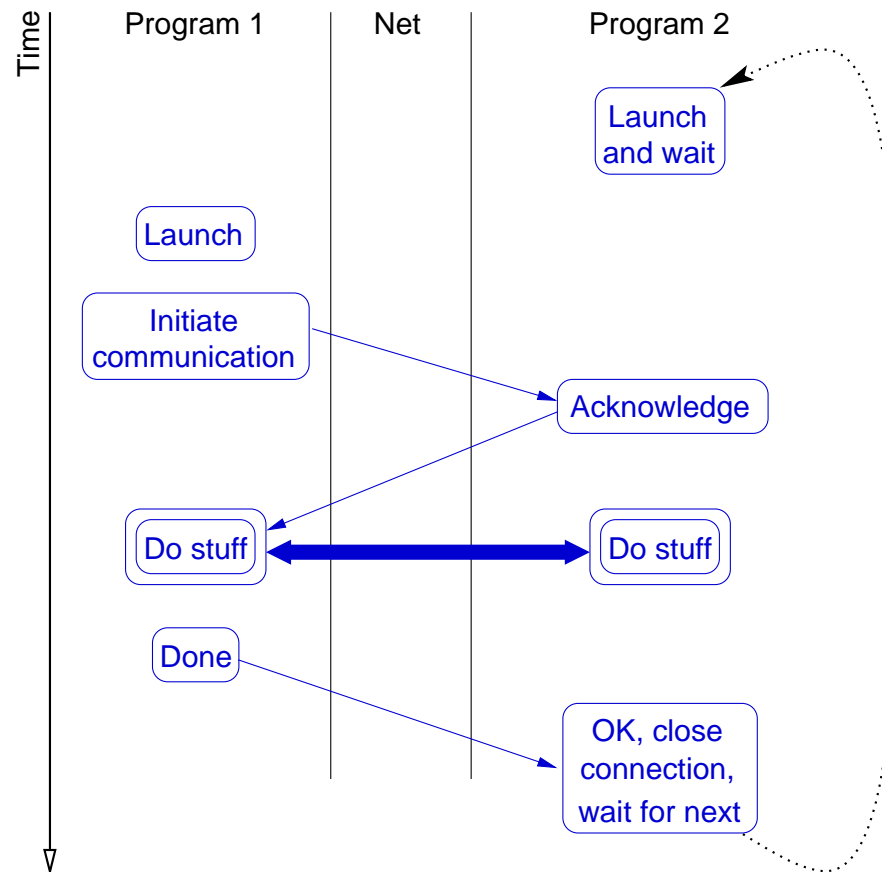 Time
Program 1
Net
Program 2
Launch
and wait
Launch
Initiate
communication
Acknowledge
Do stuff
Do stuff
Done
OK, close
connection,
wait for next